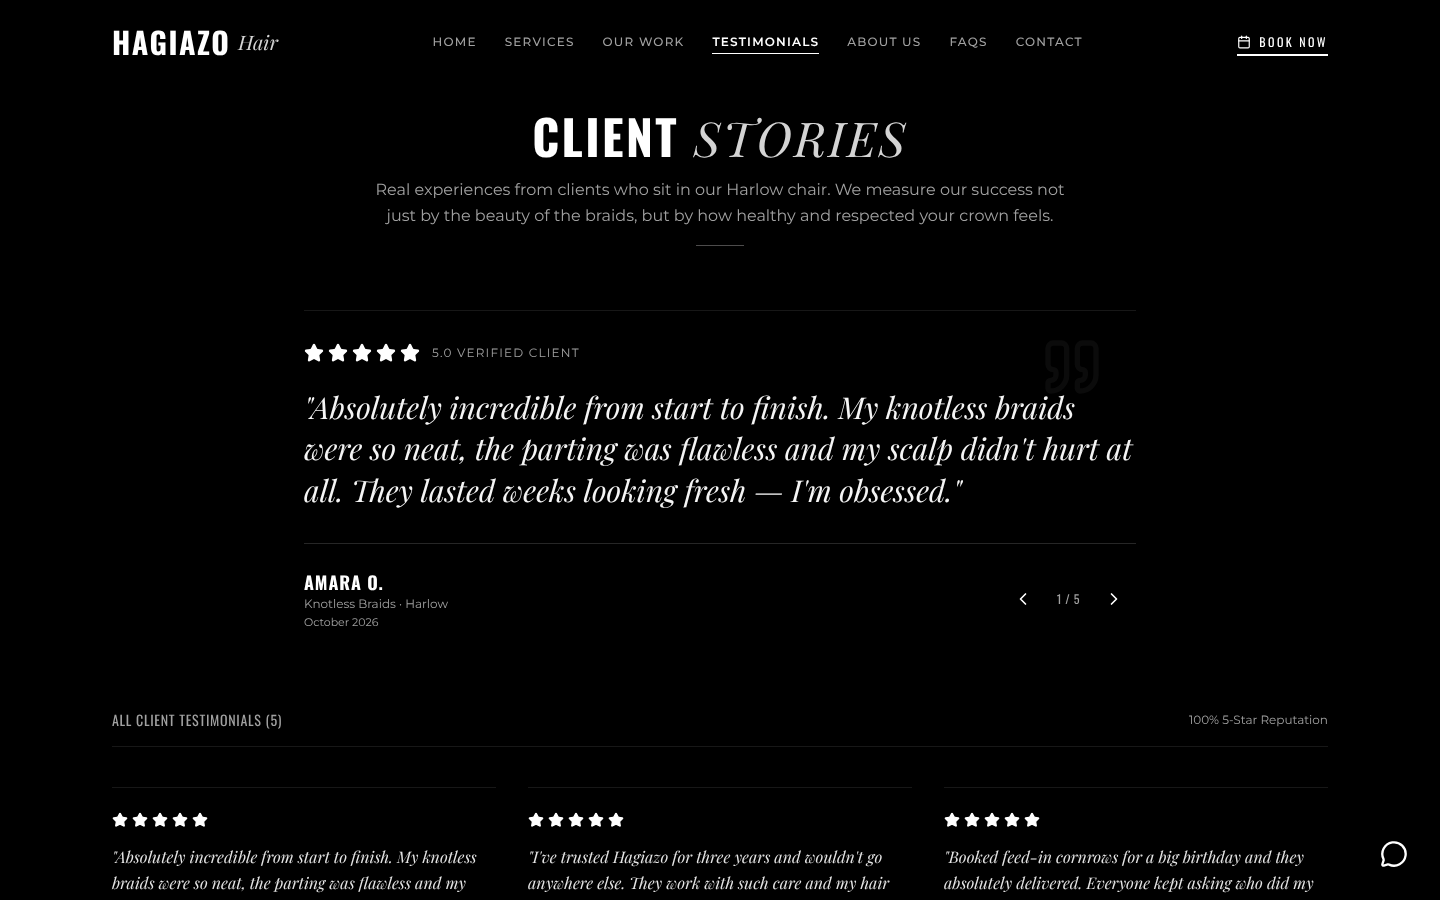 HAGIAZO Hair
HOME SERVICES OUR WORK TESTIMONIALS ABOUT US FAQS CONTACT
BOOK NOW
CLIENT STORIES
Real experiences from clients who sit in our Harlow chair. We measure our success not
just by the beauty of the braids, but by how healthy and respected your crown feels.
5.0 VERIFIED CLIENT
"Absolutely incredible from start to finish. My knotless braids
were so neat, the parting was flawless and my scalp didn't hurt at
all. They lasted weeks looking fresh — I'm obsessed."
AMARA O.
Knotless Braids · Harlow
October 2026
1 / 5
ALL CLIENT TESTIMONIALS (5)
100% 5-Star Reputation
"Absolutely incredible from start to finish. My knotless
braids were so neat, the parting was flawless and my
"I've trusted Hagiazo for three years and wouldn't go
anywhere else. They work with such care and my hair
"Booked feed-in cornrows for a big birthday and they
absolutely delivered. Everyone kept asking who did my